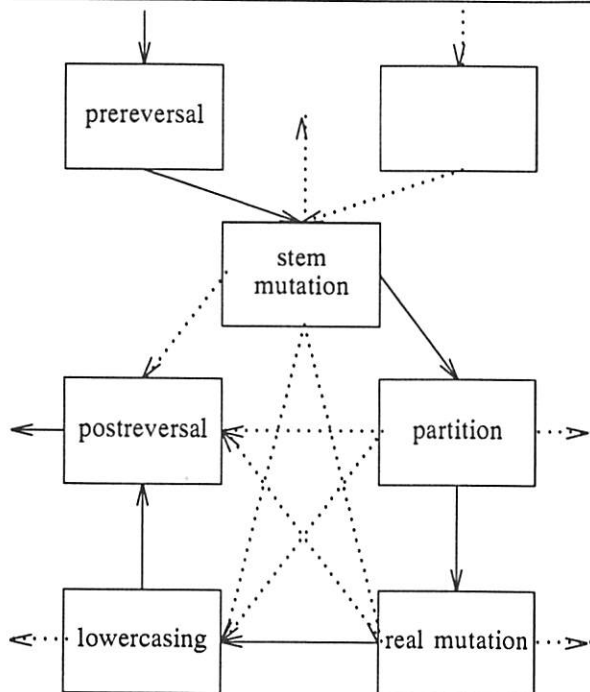 prereversal
stem
mutation
postreversal
partition
lowercasing
real mutation